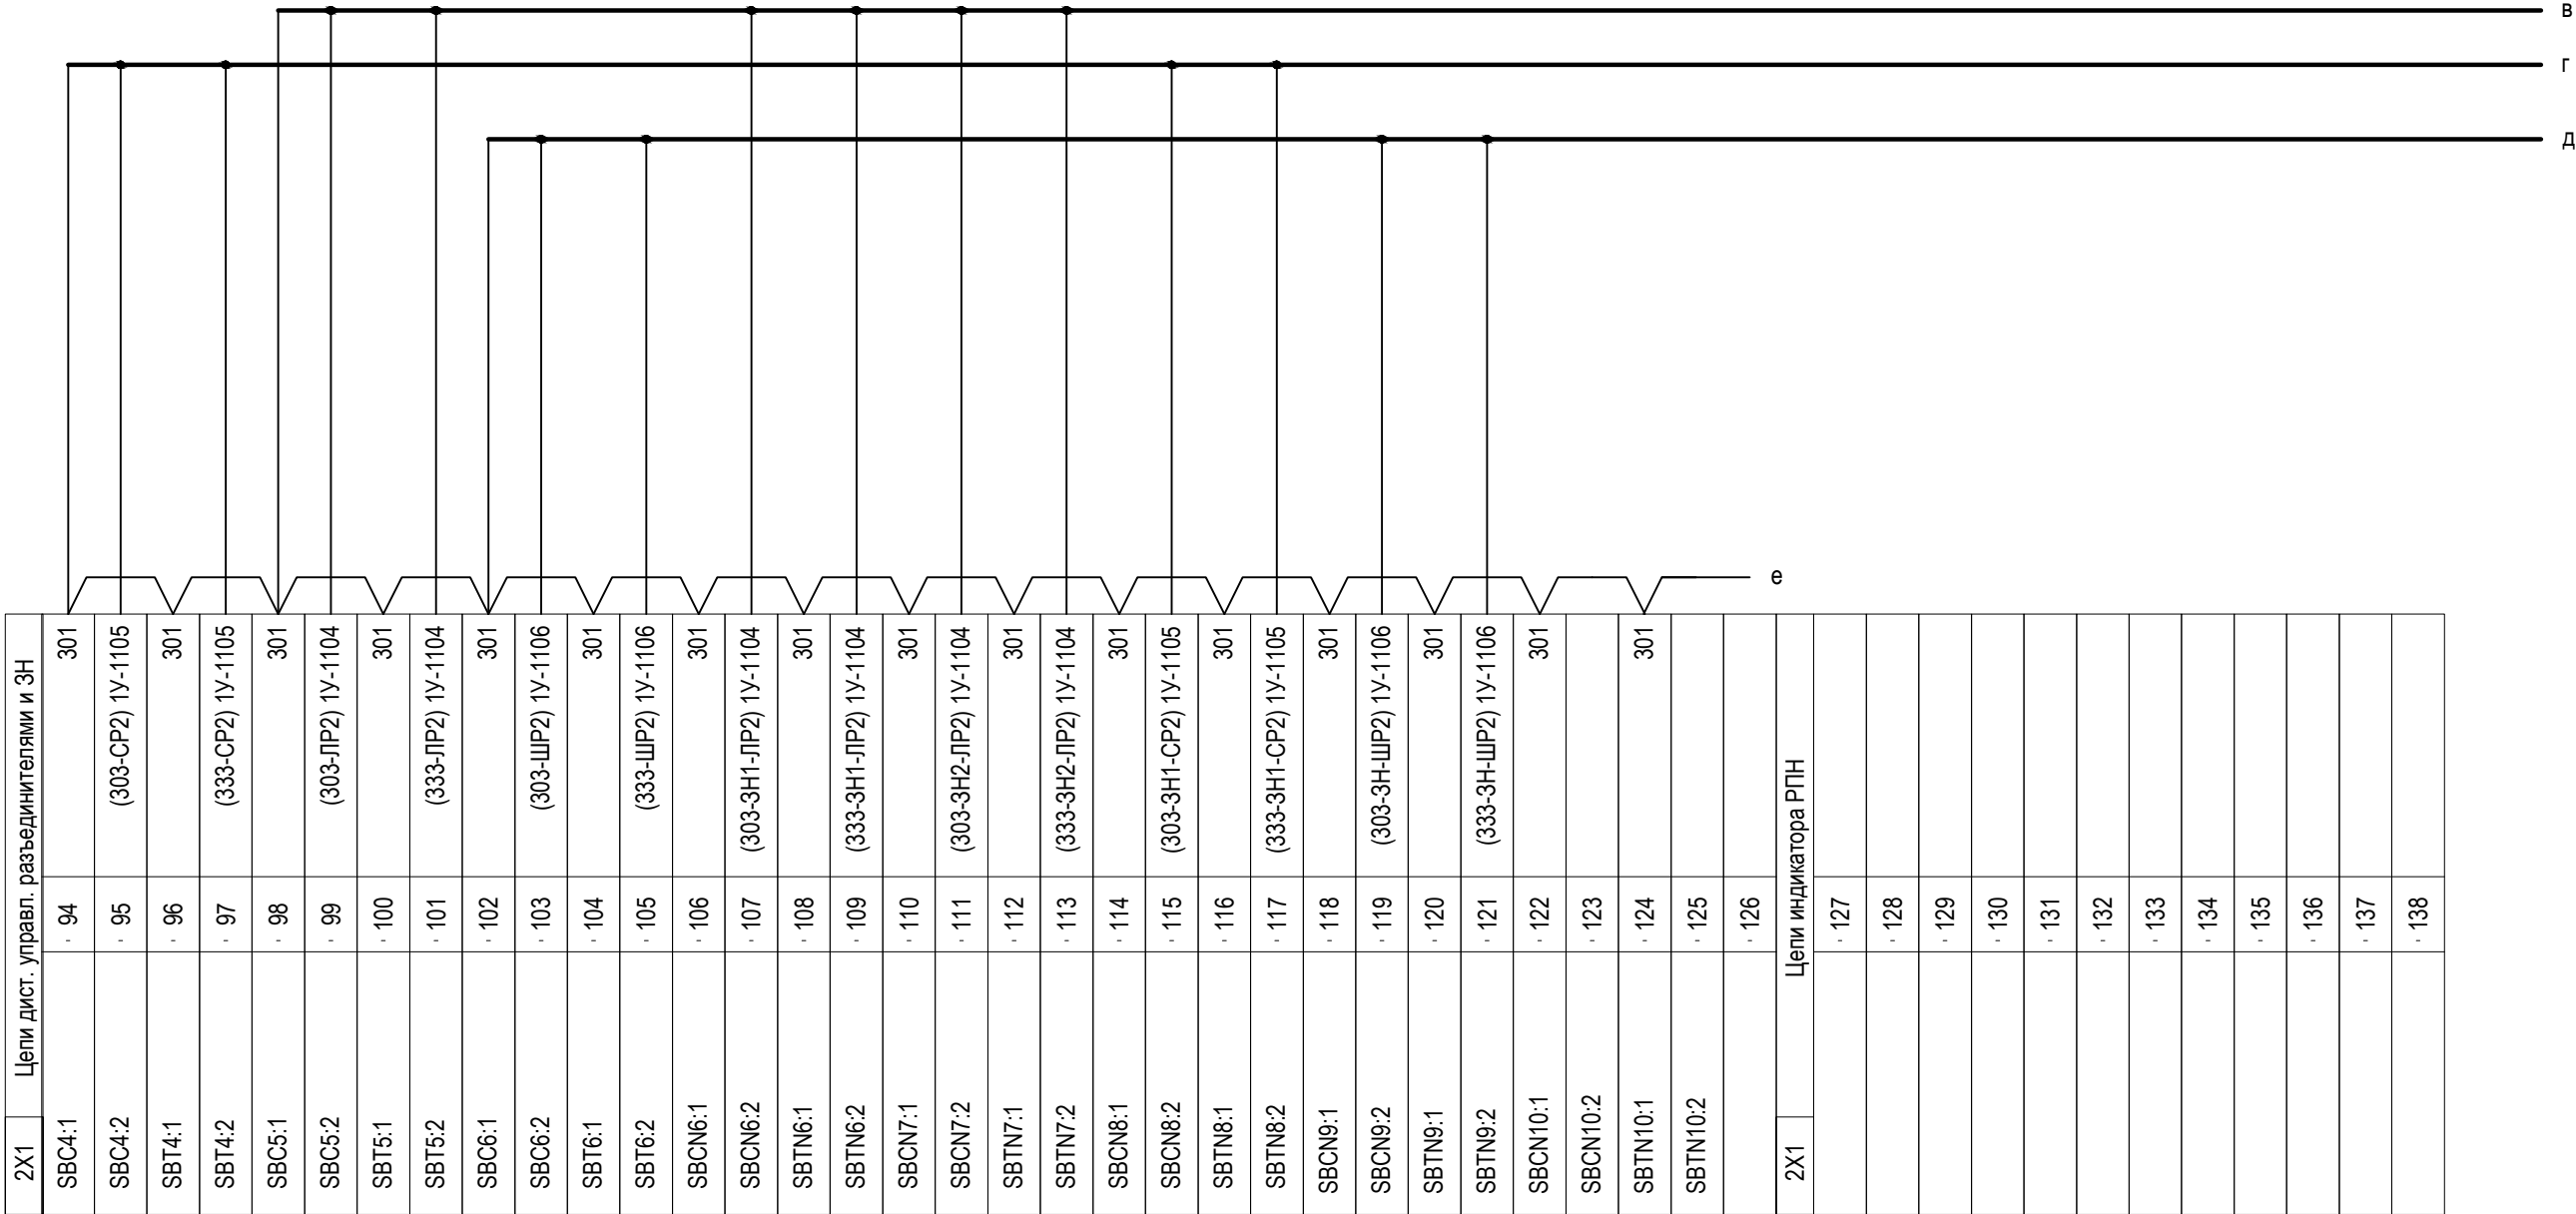 в
г
д
е
2X1
Цепи дист. управл. разъединителями и ЗН
SBC4:1 - 94 301
SBC4:2 - 95 (303-СР2) 1У-1105
SBT4:1 - 96 301
SBT4:2 - 97 (333-СР2) 1У-1105
SBC5:1 - 98 301
SBC5:2 - 99 (303-ЛР2) 1У-1104
SBT5:1 - 100 301
SBT5:2 - 101 (333-ЛР2) 1У-1104
SBC6:1 - 102 301
SBC6:2 - 103 (303-ШР2) 1У-1106
SBT6:1 - 104 301
SBT6:2 - 105 (333-ШР2) 1У-1106
SBCN6:1 - 106 301
SBCN6:2 - 107 (303-ЗН1-ЛР2) 1У-1104
SBTN6:1 - 108 301
SBTN6:2 - 109 (333-ЗН1-ЛР2) 1У-1104
SBCN7:1 - 110 301
SBCN7:2 - 111 (303-ЗН2-ЛР2) 1У-1104
SBTN7:1 - 112 301
SBTN7:2 - 113 (333-ЗН2-ЛР2) 1У-1104
SBCN8:1 - 114 301
SBCN8:2 - 115 (303-ЗН1-СР2) 1У-1105
SBTN8:1 - 116 301
SBTN8:2 - 117 (333-ЗН1-СР2) 1У-1105
SBCN9:1 - 118 301
SBCN9:2 - 119 (303-ЗН-ШР2) 1У-1106
SBTN9:1 - 120 301
SBTN9:2 - 121 (333-ЗН-ШР2) 1У-1106
SBCN10:1 - 122 301
SBCN10:2 - 123
SBTN10:1 - 124 301
SBTN10:2 - 125
- 126
2X1
Цепи индикатора РПН
- 127
- 128
- 129
- 130
- 131
- 132
- 133
- 134
- 135
- 136
- 137
- 138